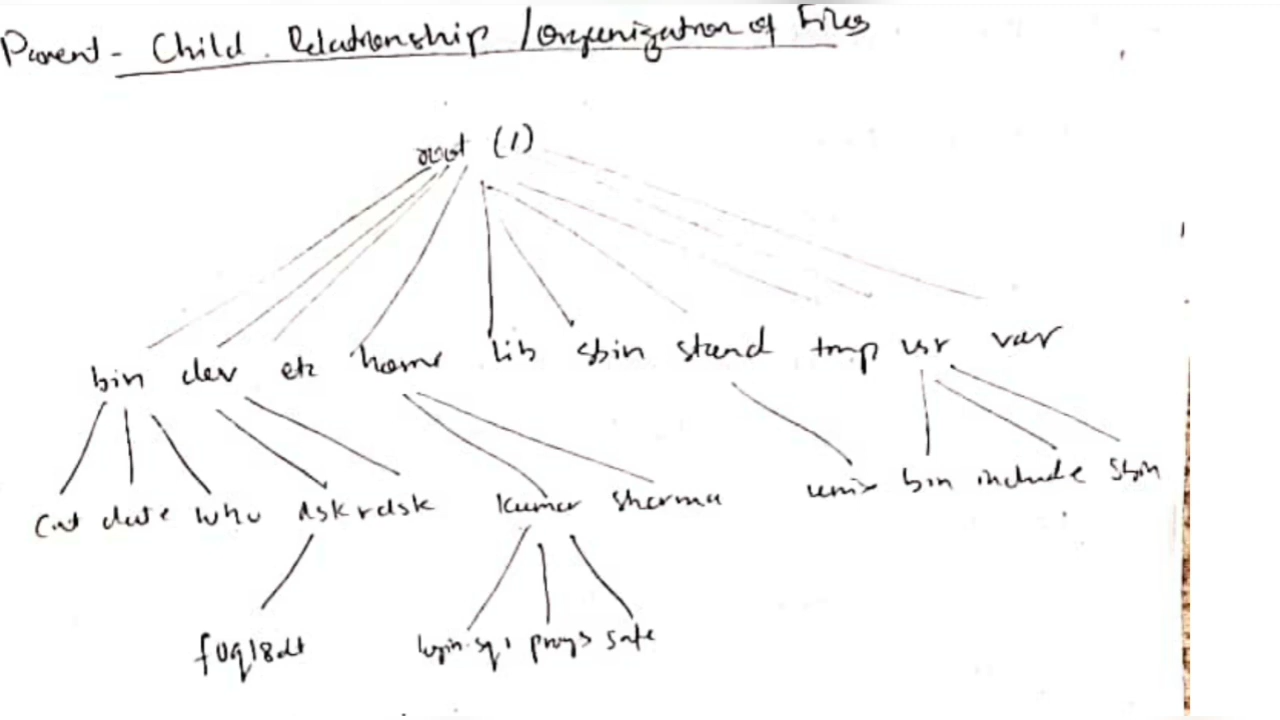 Parent - Child Relationship / Organization of Files
root (/)
bin dev etc home lib sbin stand tmp usr var
cat date who dsk rdsk kumar sharma unix bin include sbin
f0q18dt login.sql progs safe